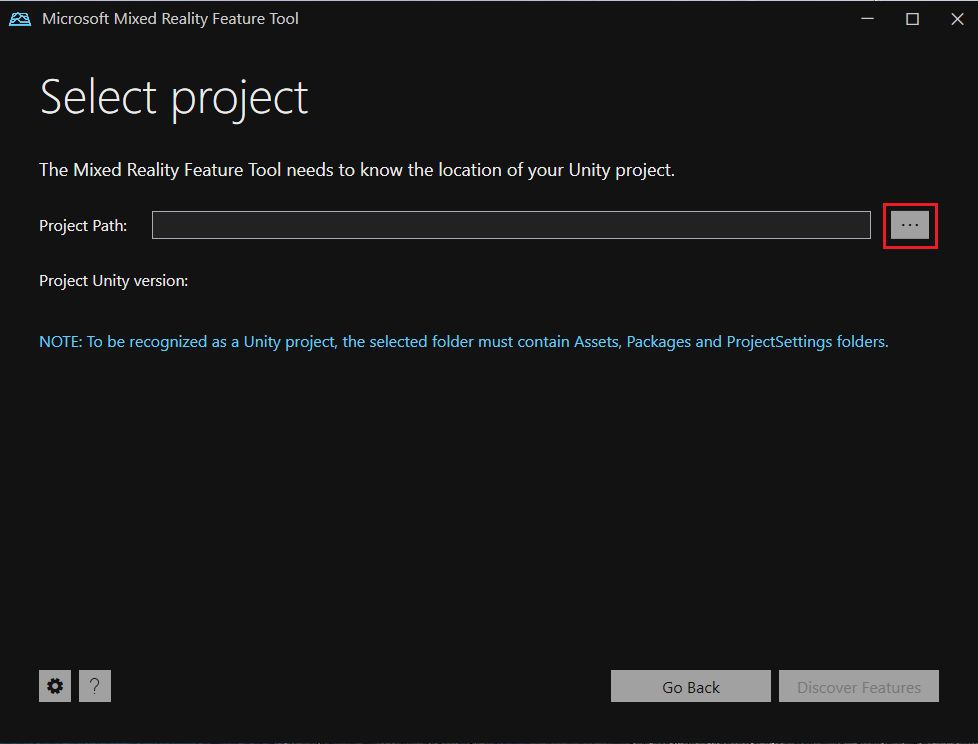 Microsoft Mixed Reality Feature Tool
Select project
The Mixed Reality Feature Tool needs to know the location of your Unity project.
Project Path:
...
Project Unity version:
NOTE: To be recognized as a Unity project, the selected folder must contain Assets, Packages and ProjectSettings folders.
?
Go Back
Discover Features